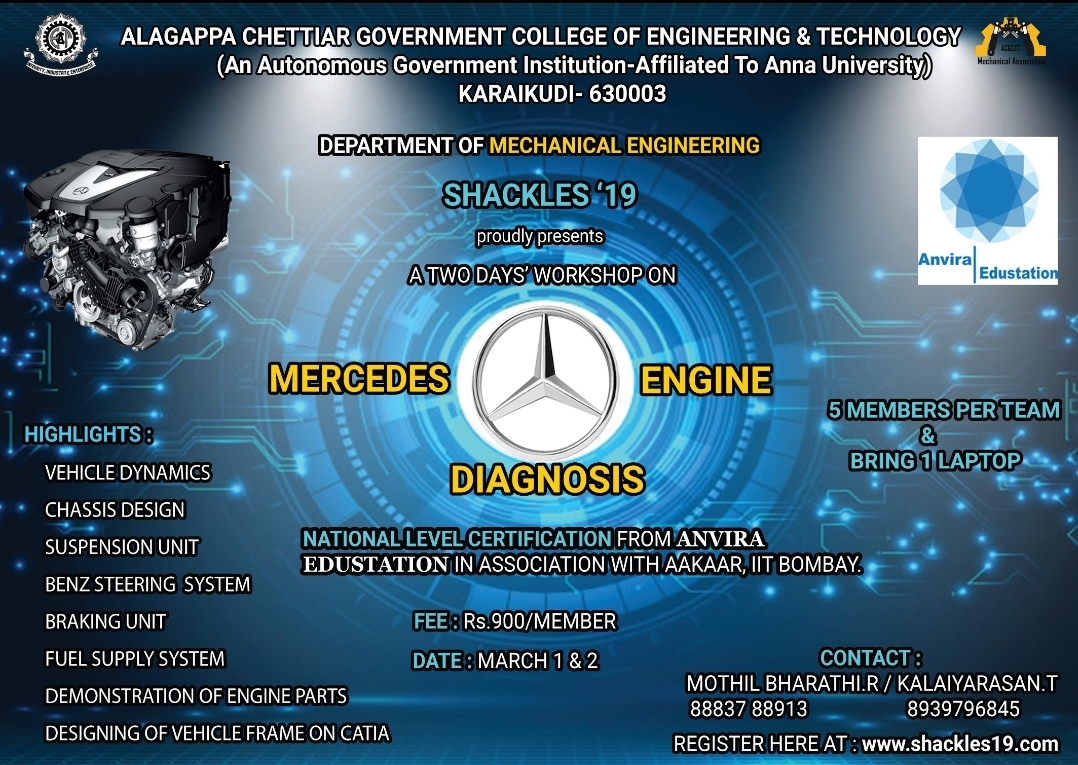 ALAGAPPA CHETTIAR GOVERNMENT COLLEGE OF ENGINEERING & TECHNOLOGY
(An Autonomous Government Institution-Affiliated To Anna University)
KARAIKUDI- 630003
Mechanical Association
DEPARTMENT OF MECHANICAL ENGINEERING
SHACKLES ‘19
proudly presents
A TWO DAYS’ WORKSHOP ON
Anvira
Edustation
MERCEDES ENGINE
DIAGNOSIS
5 MEMBERS PER TEAM
&
BRING 1 LAPTOP
HIGHLIGHTS :
VEHICLE DYNAMICS
CHASSIS DESIGN
SUSPENSION UNIT
BENZ STEERING SYSTEM
BRAKING UNIT
FUEL SUPPLY SYSTEM
DEMONSTRATION OF ENGINE PARTS
DESIGNING OF VEHICLE FRAME ON CATIA
NATIONAL LEVEL CERTIFICATION FROM ANVIRA
EDUSTATION IN ASSOCIATION WITH AAKAAR, IIT BOMBAY.
FEE : Rs.900/MEMBER
DATE : MARCH 1 & 2
CONTACT :
MOTHIL BHARATHI.R / KALAIYARASAN.T
88837 88913 8939796845
REGISTER HERE AT : www.shackles19.com